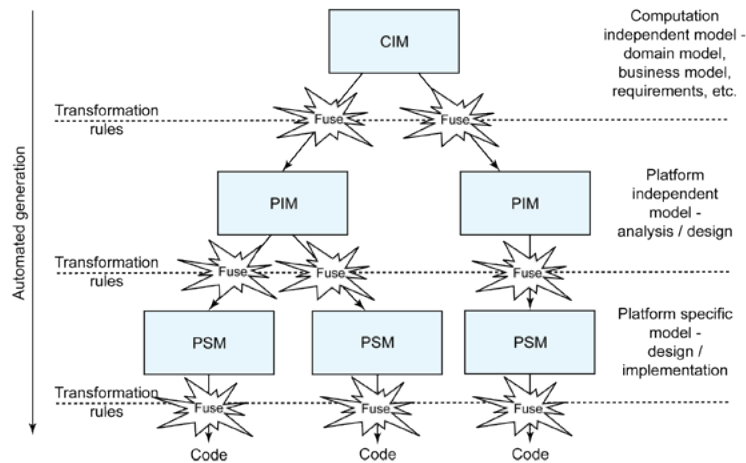 Computation
independent model -
domain model,
business model,
requirements, etc.
CIM
Transformation
rules
Fuse
Fuse
Platform
independent
model -
analysis / design
PIM
PIM
Automated generation
Transformation
rules
Fuse
Fuse
Fuse
Platform specific
model -
design /
implementation
PSM
PSM
PSM
Transformation
rules
Fuse
Fuse
Fuse
Code
Code
Code